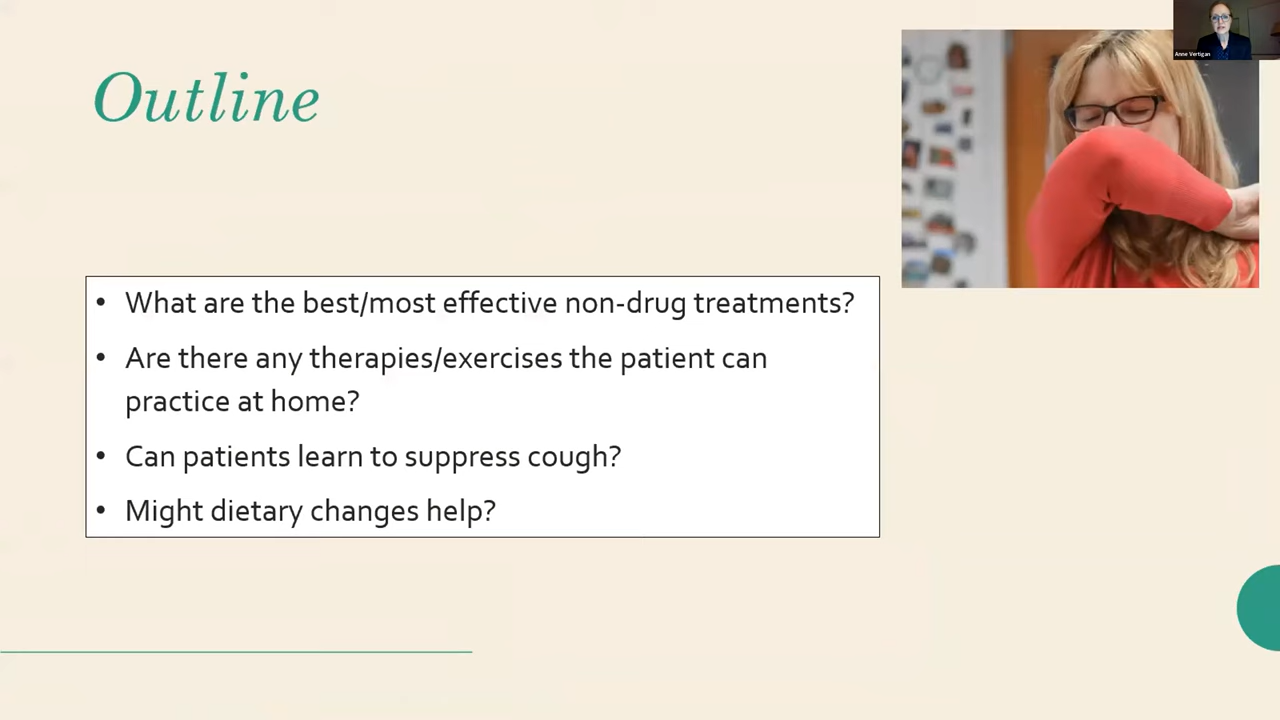 Outline
Anne Vertigan
• What are the best/most effective non-drug treatments?
• Are there any therapies/exercises the patient can
practice at home?
• Can patients learn to suppress cough?
• Might dietary changes help?